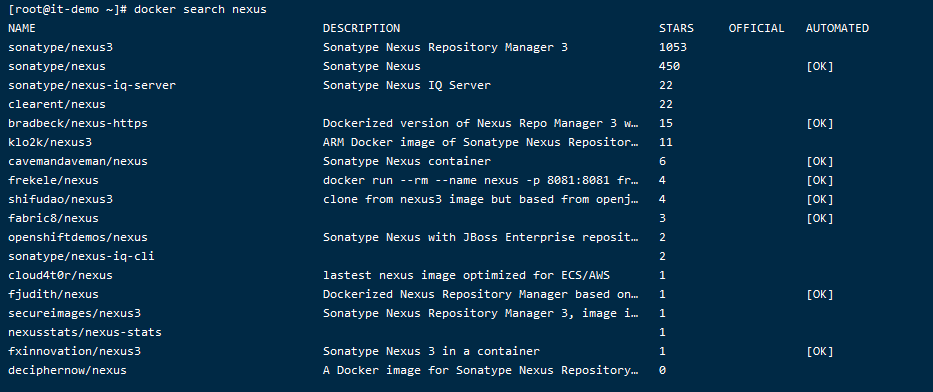 [root@it-demo ~]# docker search nexus
NAME DESCRIPTION STARS OFFICIAL AUTOMATED
sonatype/nexus3 Sonatype Nexus Repository Manager 3 1053
sonatype/nexus Sonatype Nexus 450 [OK]
sonatype/nexus-iq-server Sonatype Nexus IQ Server 22
clearent/nexus 22
bradbeck/nexus-https Dockerized version of Nexus Repo Manager 3 w… 15 [OK]
klo2k/nexus3 ARM Docker image of Sonatype Nexus Repositor… 11
cavemandaveman/nexus Sonatype Nexus container 6 [OK]
frekele/nexus docker run --rm --name nexus -p 8081:8081 fr… 4 [OK]
shifudao/nexus3 clone from nexus3 image but based from openj… 4 [OK]
fabric8/nexus 3 [OK]
openshiftdemos/nexus Sonatype Nexus with JBoss Enterprise reposit… 2
sonatype/nexus-iq-cli 2
cloud4t0r/nexus lastest nexus image optimized for ECS/AWS 1
fjudith/nexus Dockerized Nexus Repository Manager based on… 1 [OK]
secureimages/nexus3 Sonatype Nexus Repository Manager 3, image i… 1
nexusstats/nexus-stats 1
fxinnovation/nexus3 Sonatype Nexus 3 in a container 1 [OK]
deciphernow/nexus A Docker image for Sonatype Nexus Repository… 0